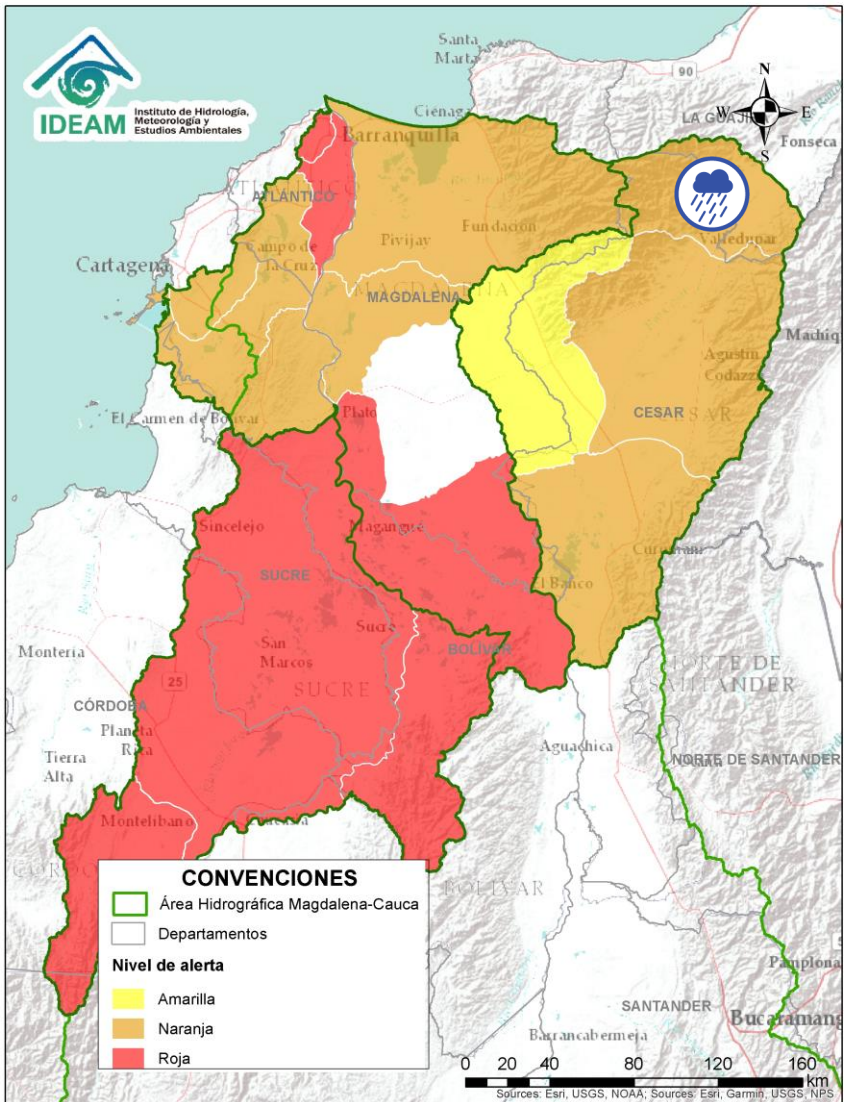 IDEAM
Instituto de Hidrología,
Meteorología y
Estudios Ambientales
Santa
Marta
90
N
W
E
S
Ciénaga
LA GUAJI
Fonseca
Barranquilla
ATLÁNTICO
Fundación
Valledupar
Pivijay
Campo de
la Cruz
Cartagena
MAGDALENA
Machiq
Agustín
Codazzi
El Carmen de Bolívar
Plato
CESAR
Sincelejo
Magangué
SUCRE
El Banco
Sucre
San
Marcos
BOLÍVAR
Montería
SUCRE
25
NORTE DE
SANTANDER
CÓRDOBA
Planeta
Rica
Aguachica
Tierra
Alta
NORTE DE SANTANDER
Montelíbano
Caucasia
BOLÍVAR
CONVENCIONES
Área Hidrográfica Magdalena-Cauca
Departamentos
Nivel de alerta
Amarilla
Naranja
Roja
Pamplona
SANTANDER
Bucaramang
Barrancabermeja
0 20 40 80 120 160
km
Sources: Esri, USGS, NOAA; Sources: Esri, Garmin, USGS, NPS